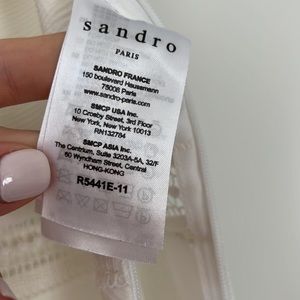 sandro
PARIS
SANDRO FRANCE
150 boulevard Haussmann
75008 Paris
www.sandro-paris.com
SMCP USA Inc.
10 Crosby Street, 3rd Floor
New York, New York 10013
RN132784
SMCP ASIA Inc.
The Centrium, Suite 3203A-5A, 32/F
60 Wyndham Street, Central
HONG-KONG
R5441E-11